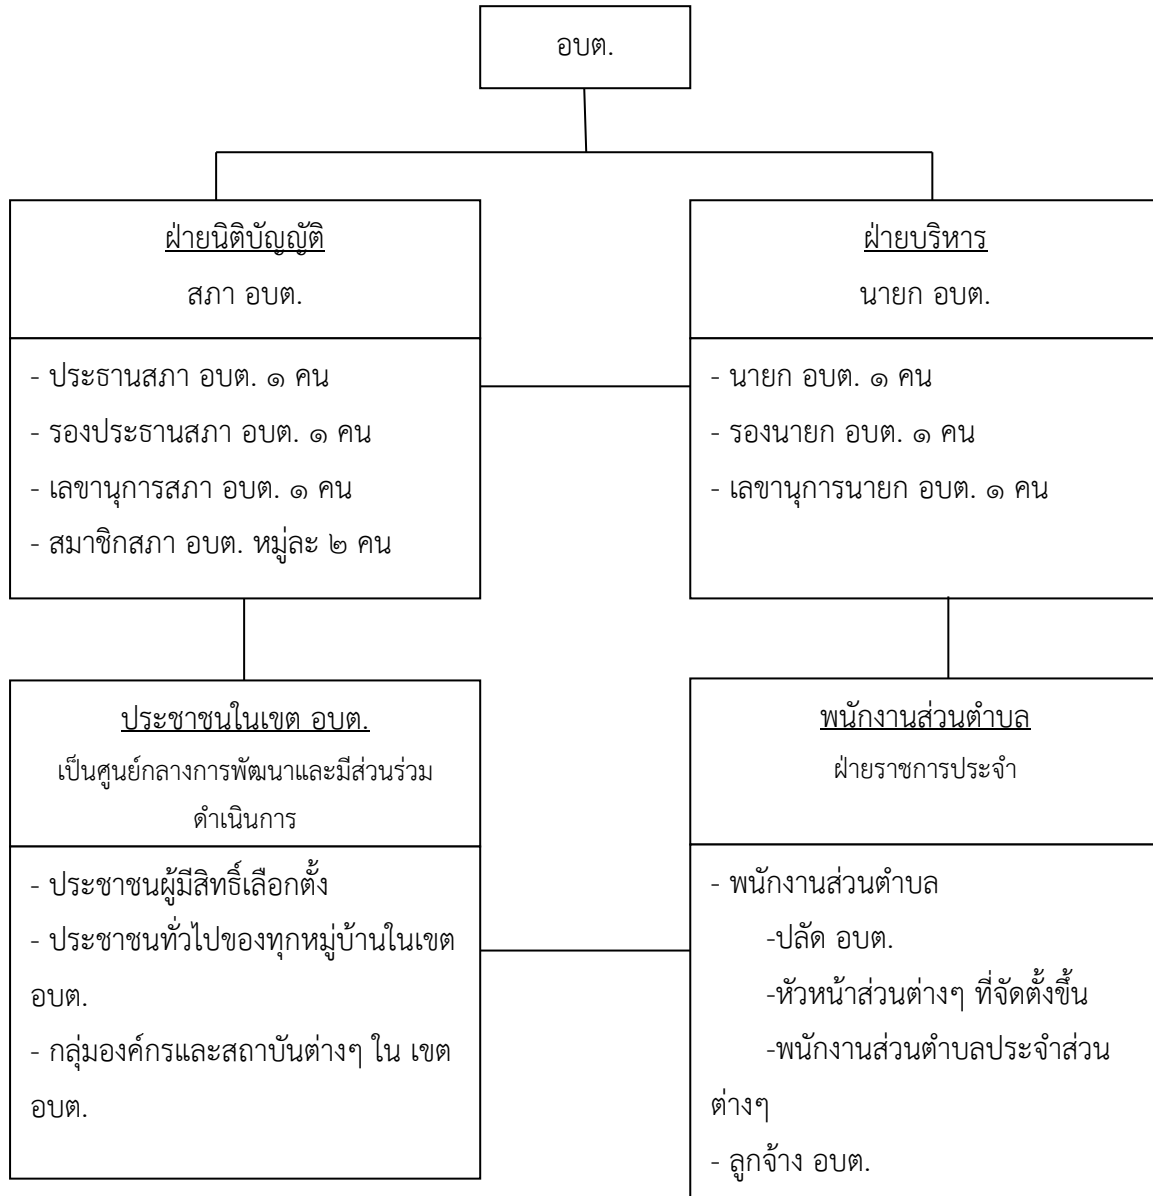 อบต.
ฝ่ายนิติบัญญัติ
สภา อบต.
- ประธานสภา อบต. ๑ คน
- รองประธานสภา อบต. ๑ คน
- เลขานุการสภา อบต. ๑ คน
- สมาชิกสภา อบต. หมู่ละ ๒ คน
ฝ่ายบริหาร
นายก อบต.
- นายก อบต. ๑ คน
- รองนายก อบต. ๑ คน
- เลขานุการนายก อบต. ๑ คน
ประชาชนในเขต อบต.
เป็นศูนย์กลางการพัฒนาและมีส่วนร่วม
ดำเนินการ
- ประชาชนผู้มีสิทธิ์เลือกตั้ง
- ประชาชนทั่วไปของทุกหมู่บ้านในเขต
อบต.
- กลุ่มองค์กรและสถาบันต่างๆ ใน เขต
อบต.
พนักงานส่วนตำบล
ฝ่ายราชการประจำ
- พนักงานส่วนตำบล
-ปลัด อบต.
-หัวหน้าส่วนต่างๆ ที่จัดตั้งขึ้น
-พนักงานส่วนตำบลประจำส่วน
ต่างๆ
- ลูกจ้าง อบต.